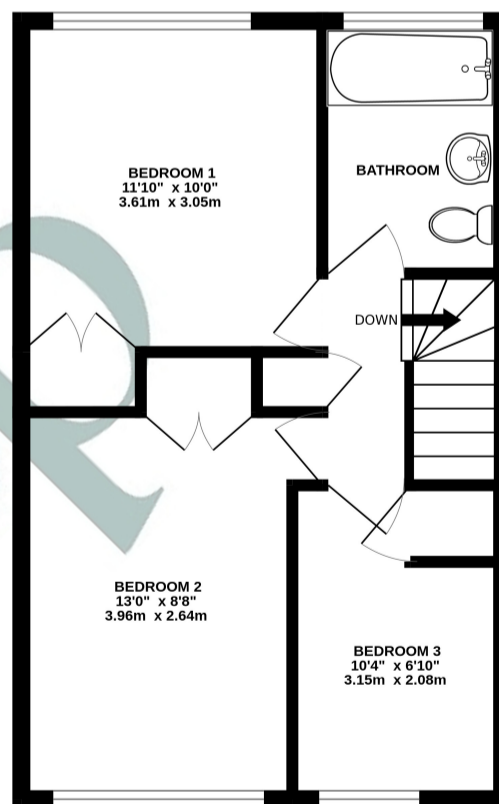 BEDROOM 1
11'10" x 10'0"
3.61m x 3.05m
BATHROOM
DOWN
BEDROOM 2
13'0" x 8'8"
3.96m x 2.64m
BEDROOM 3
10'4" x 6'10"
3.15m x 2.08m